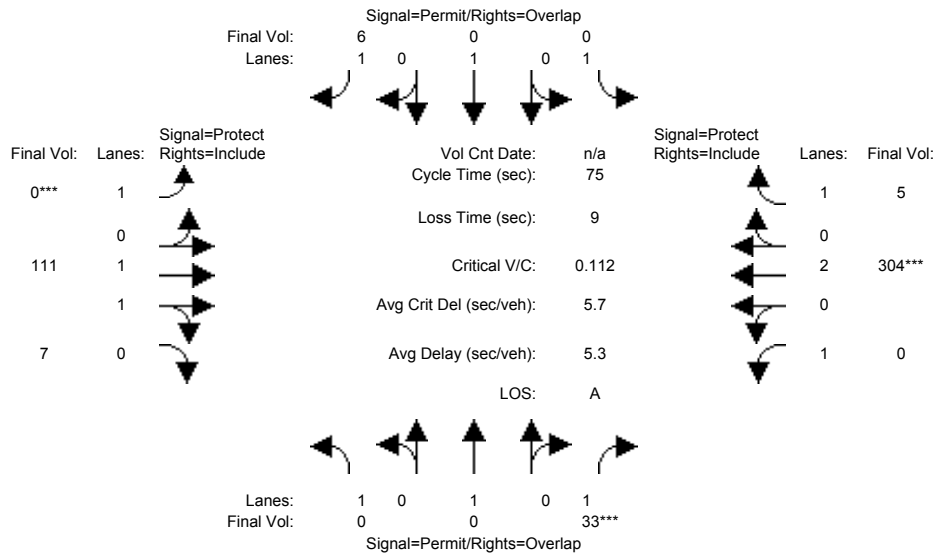 Signal=Permit/Rights=Overlap
Final Vol: 6 0 0
Lanes: 1 0 1 0 1
Signal=Protect Signal=Protect
Final Vol: Lanes: Rights=Include Vol Cnt Date: n/a Rights=Include Lanes: Final Vol:
Cycle Time (sec): 75
0*** 1 1 5
Loss Time (sec): 9
0 0
111 1 Critical V/C: 0.112 2 304***
1 Avg Crit Del (sec/veh): 5.7 0
7 0 Avg Delay (sec/veh): 5.3 1 0
LOS: A
Lanes: 1 0 1 0 1
Final Vol: 0 0 33***
Signal=Permit/Rights=Overlap